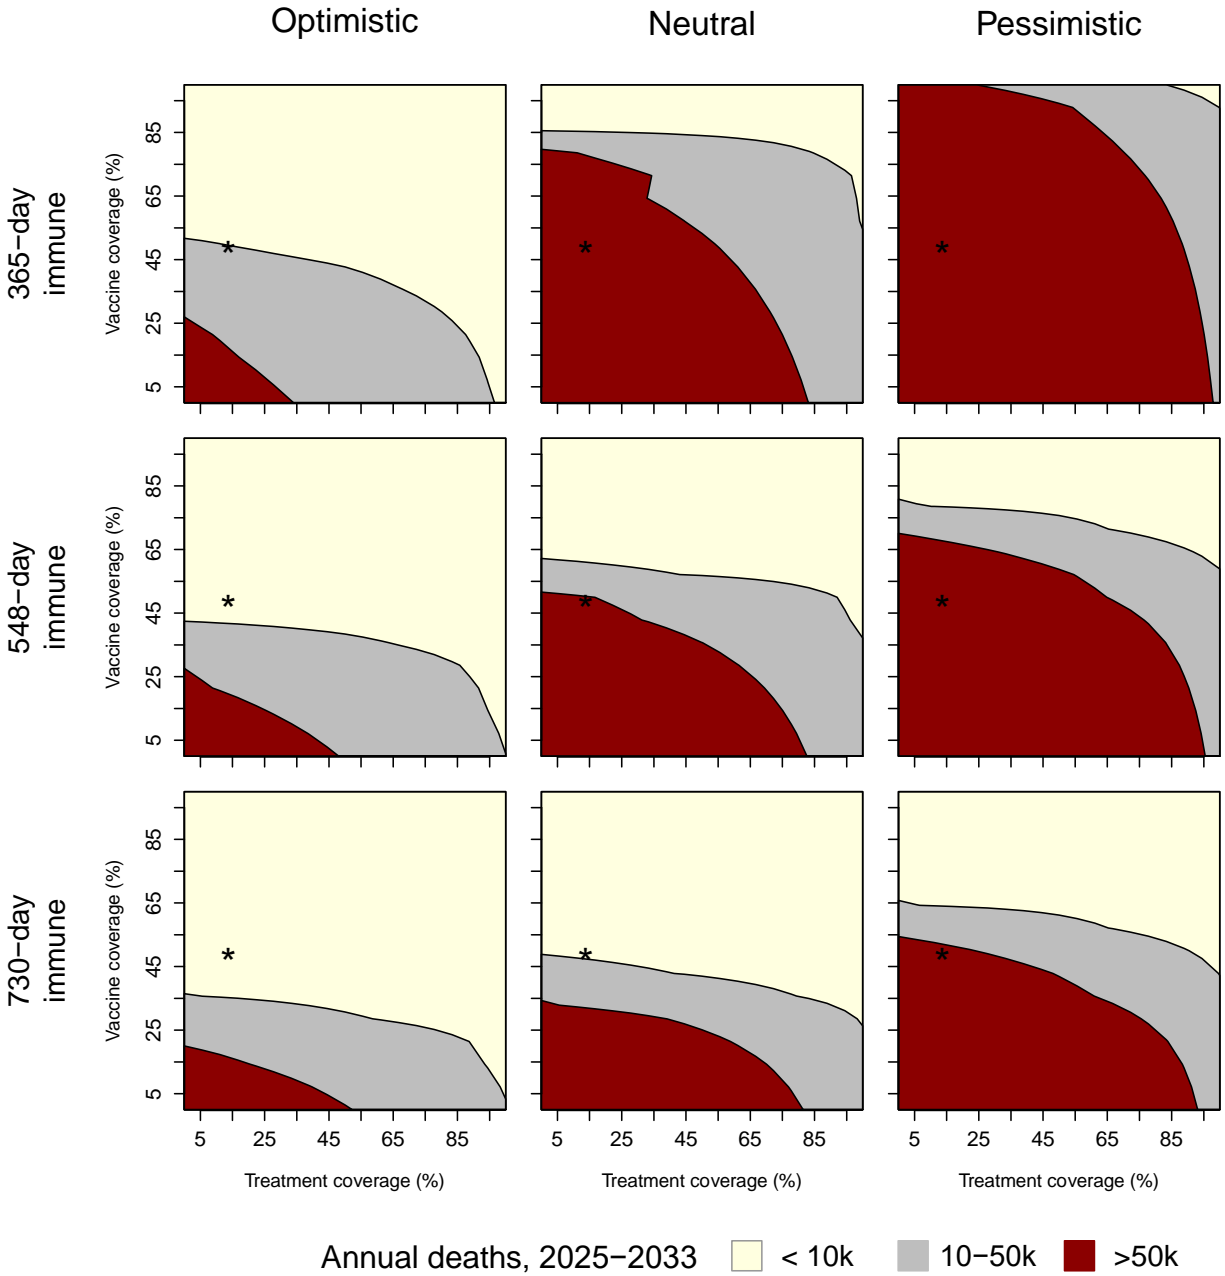 Optimistic Neutral Pessimistic
365−day
immune
Vaccine coverage (%)
85
65
45
25
5
*
*
*
548−day
immune
Vaccine coverage (%)
85
65
45
25
5
*
*
*
730−day
immune
Vaccine coverage (%)
85
65
45
25
5
*
*
*
5 25 45 65 85 5 25 45 65 85 5 25 45 65 85
Treatment coverage (%) Treatment coverage (%) Treatment coverage (%)
Annual deaths, 2025−2033 < 10k 10−50k >50k